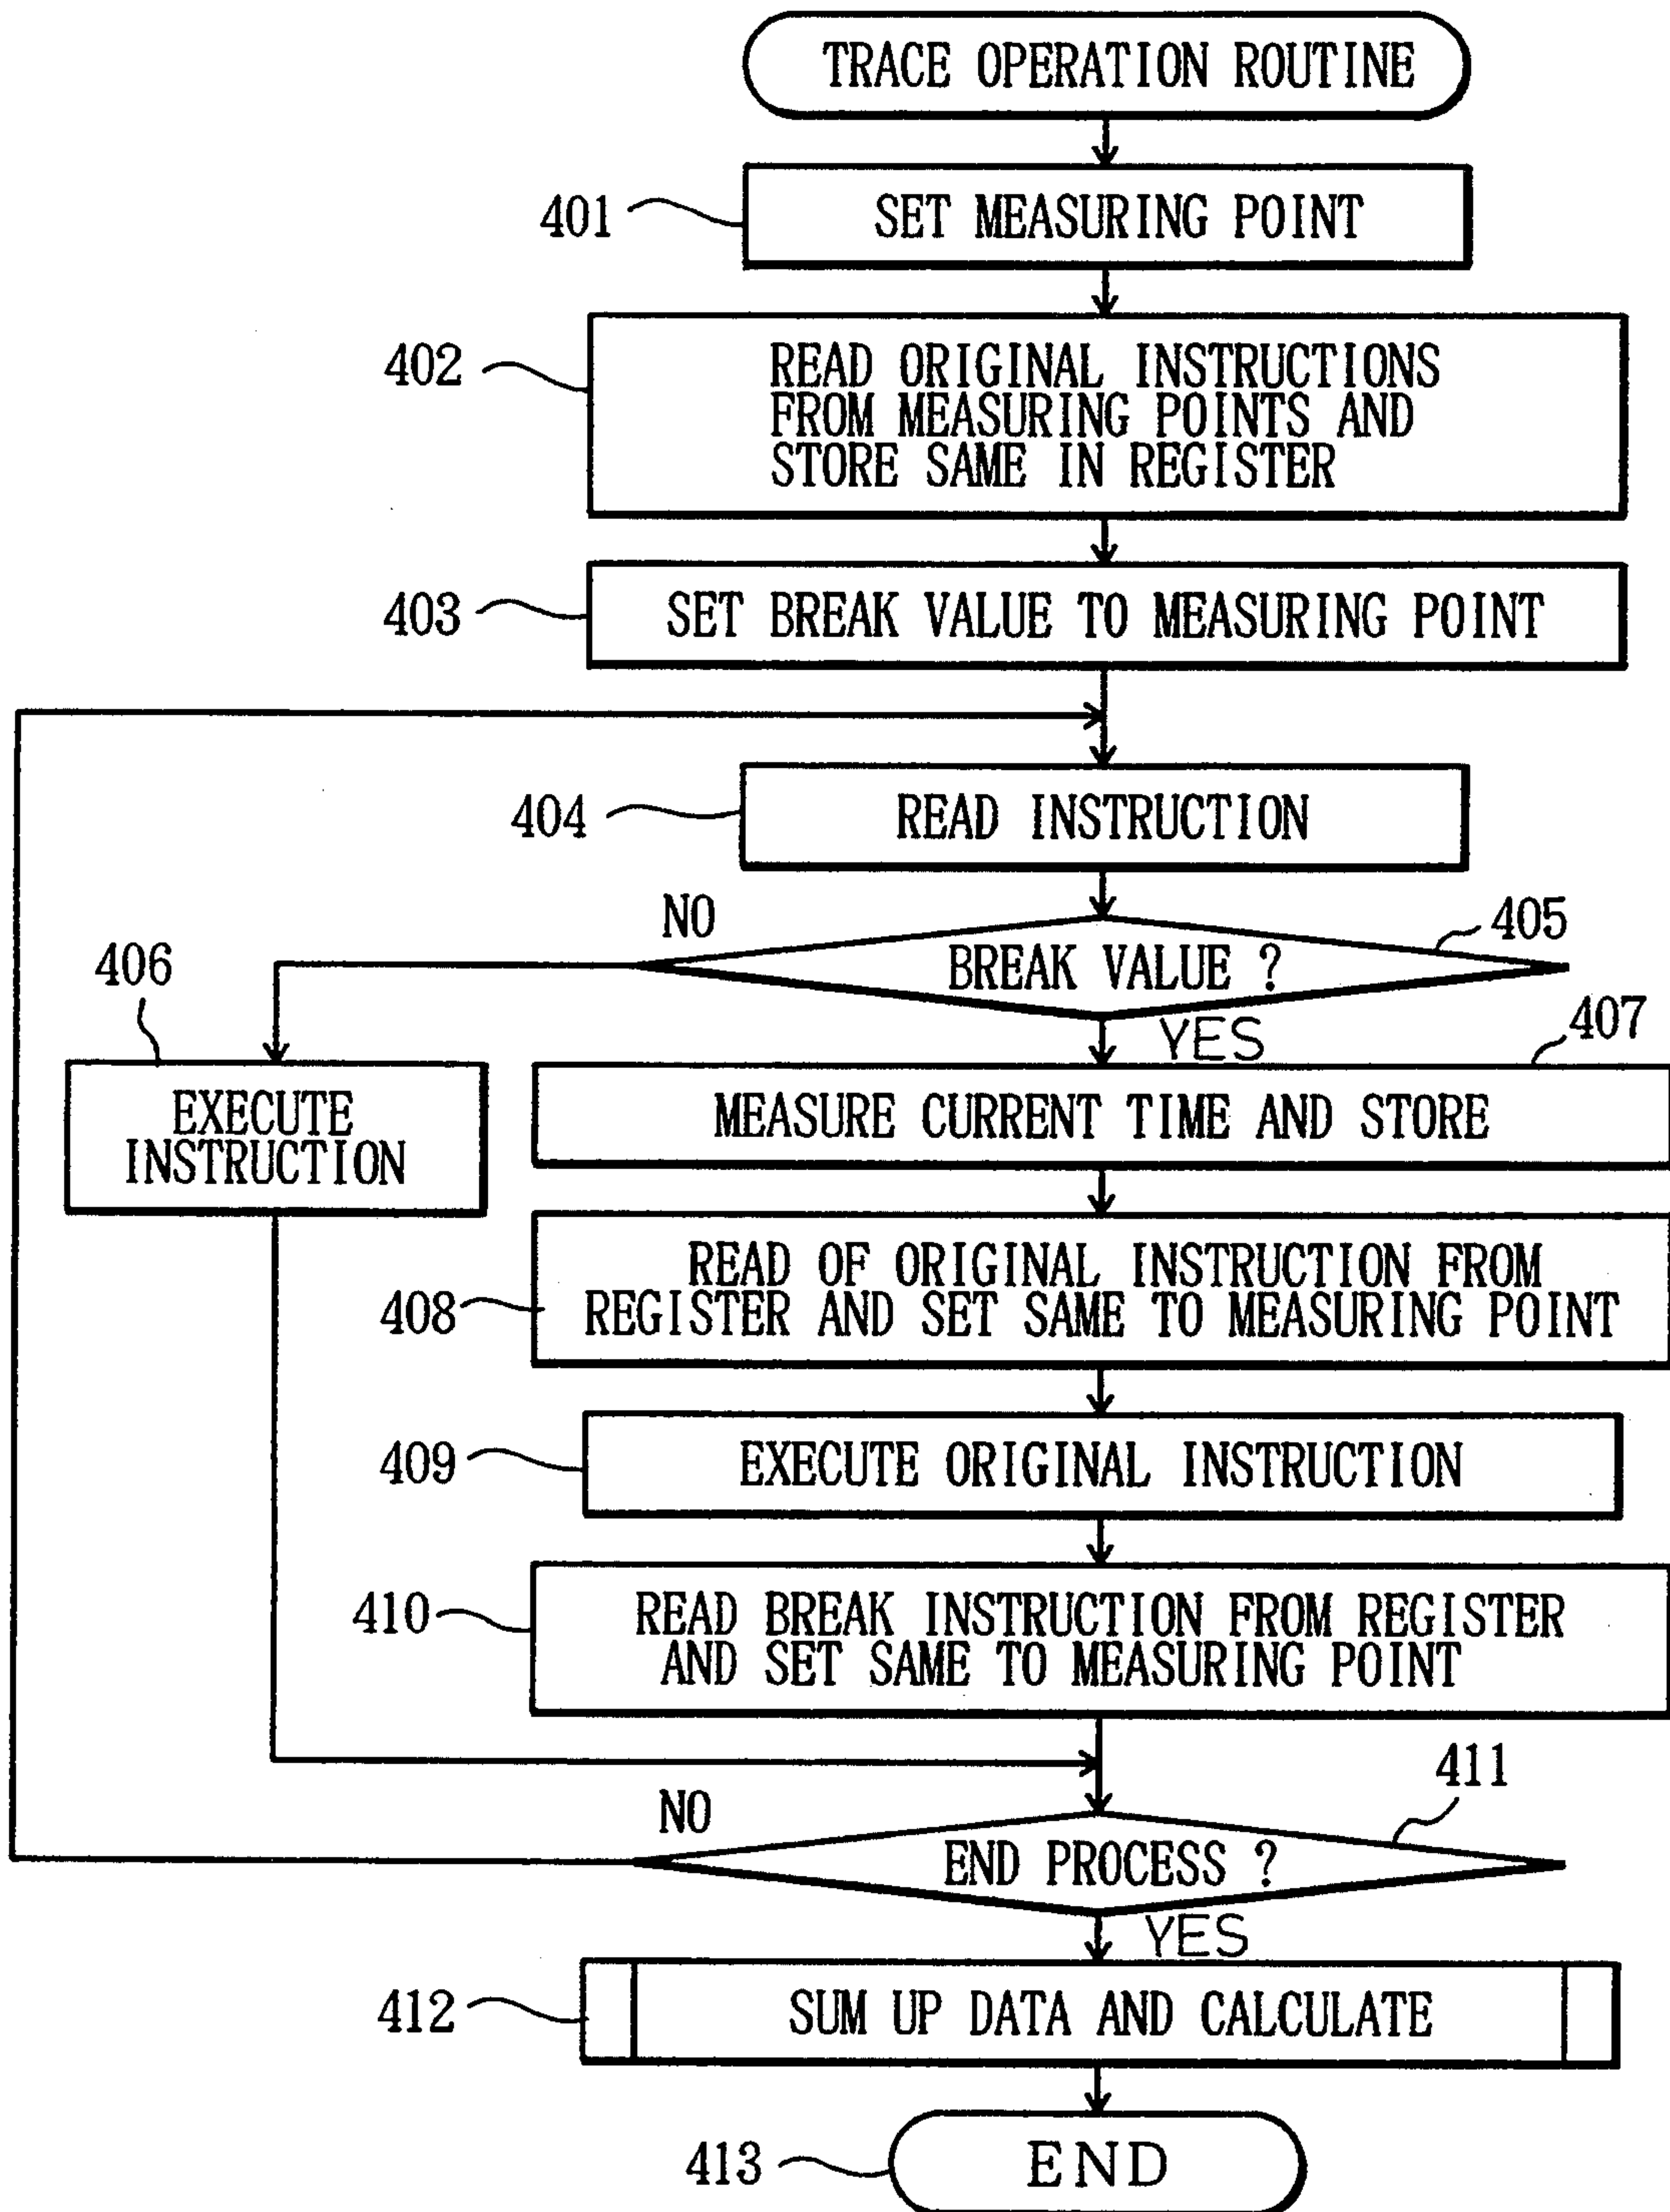 TRACE OPERATION ROUTINE
401
SET MEASURING POINT
402
READ ORIGINAL INSTRUCTIONS
FROM MEASURING POINTS AND
STORE SAME IN REGISTER
403
SET BREAK VALUE TO MEASURING POINT
404
READ INSTRUCTION
NO
405
BREAK VALUE ?
YES
406
EXECUTE
INSTRUCTION
407
MEASURE CURRENT TIME AND STORE
408
READ OF ORIGINAL INSTRUCTION FROM
REGISTER AND SET SAME TO MEASURING POINT
409
EXECUTE ORIGINAL INSTRUCTION
410
READ BREAK INSTRUCTION FROM REGISTER
AND SET SAME TO MEASURING POINT
NO
411
END PROCESS ?
YES
412
SUM UP DATA AND CALCULATE
413
END